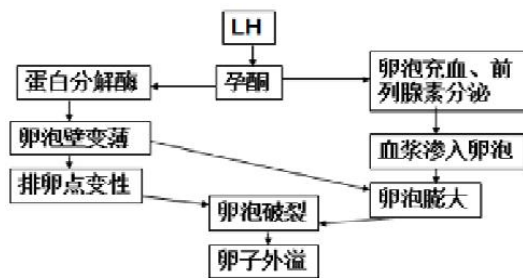 LH
蛋白分解酶
孕酮
卵泡充血、前
列腺素分泌
卵泡壁变薄
血浆渗入卵泡
排卵点变性
卵泡破裂
卵泡膨大
卵子外溢